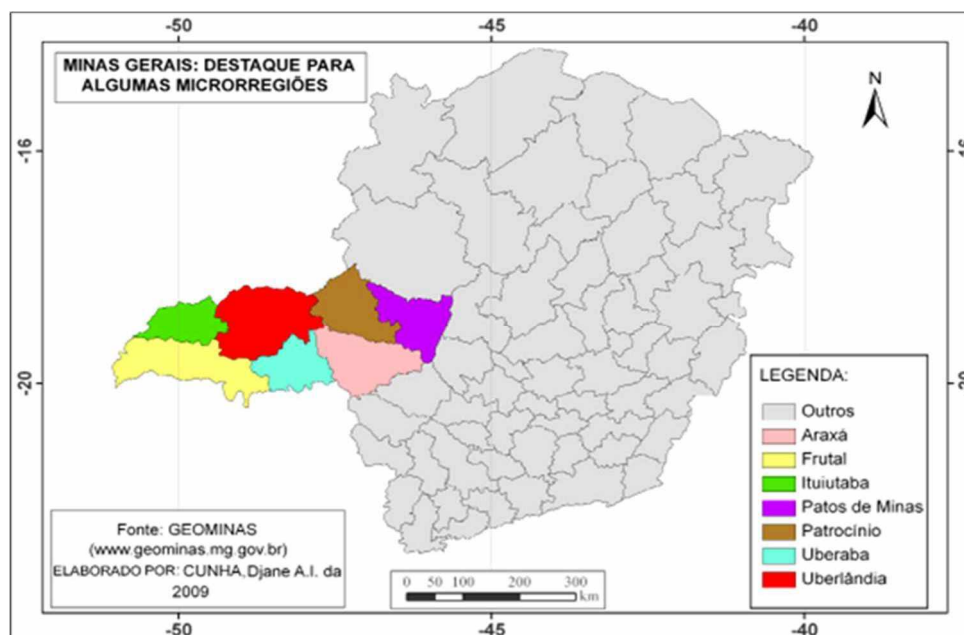 -50
-45
-40
MINAS GERAIS: DESTAQUE PARA
ALGUMAS MICRORREGIÕES
N
-16
-16
-20
-20
LEGENDA:
Outros
Araxá
Frutal
Ituiutaba
Patos de Minas
Patrocínio
Uberaba
Uberlândia
Fonte: GEOMINAS
(www.geominas.mg.gov.br)
ELABORADO POR: CUNHA,Djane A.I. da
2009
0 50 100 200 300
km
-50
-45
-40